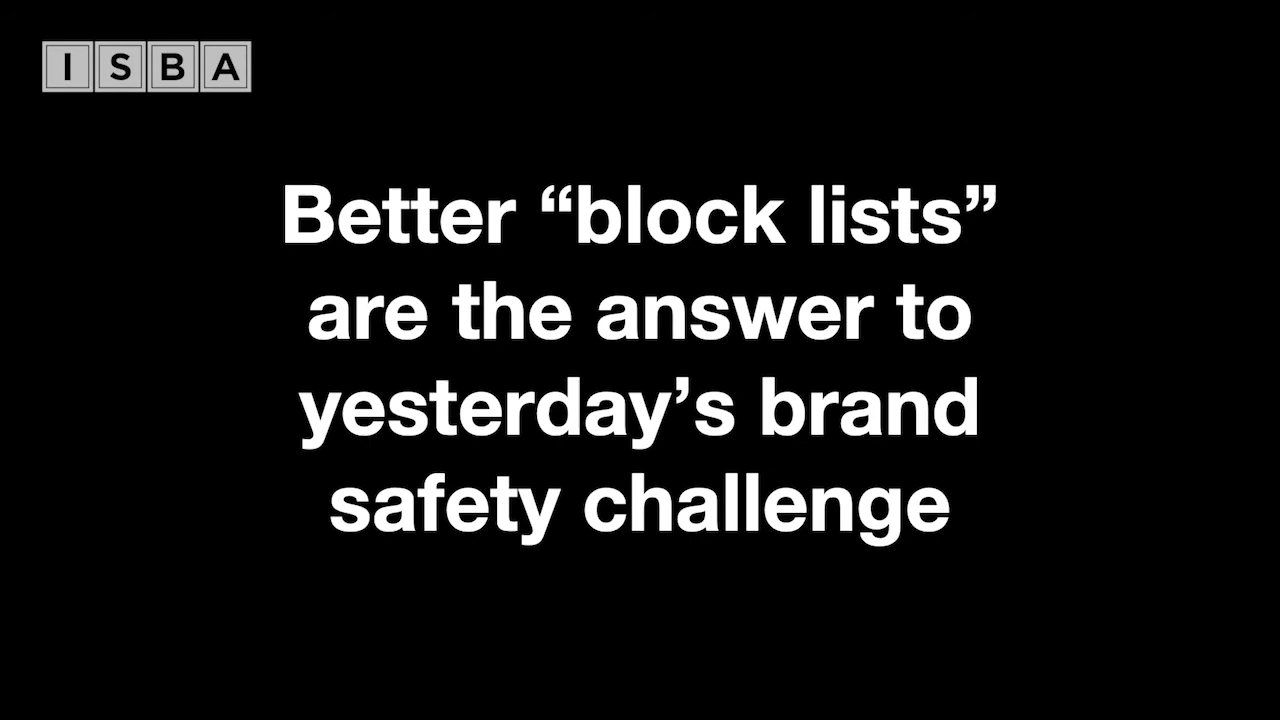 ISBA
Better “block lists”
are the answer to
yesterday’s brand
safety challenge